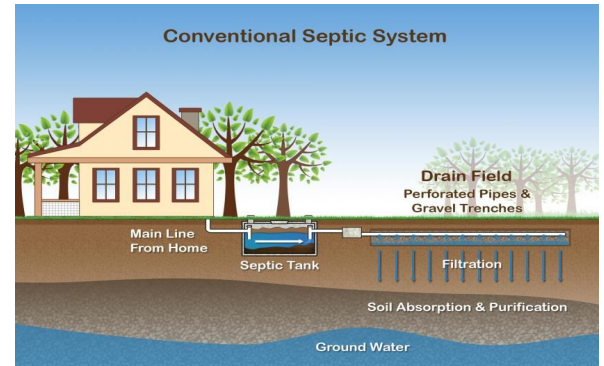 Conventional Septic System
Drain Field
Perforated Pipes &
Gravel Trenches
Main Line
From Home
Septic Tank
Filtration
Soil Absorption & Purification
Ground Water